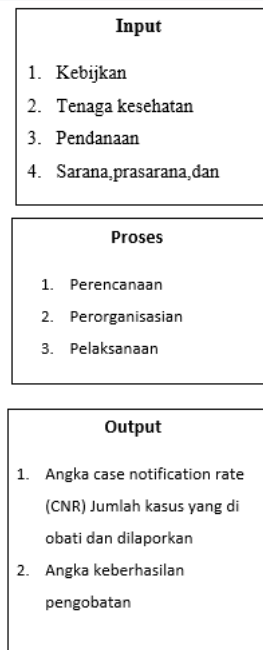 Input
1. Kebijkan
2. Tenaga kesehatan
3. Pendanaan
4. Sarana,prasarana,dan
Proses
1. Perencanaan
2. Perorganisasian
3. Pelaksanaan
Output
1. Angka case notification rate
(CNR) Jumlah kasus yang di
obati dan dilaporkan
2. Angka keberhasilan
pengobatan